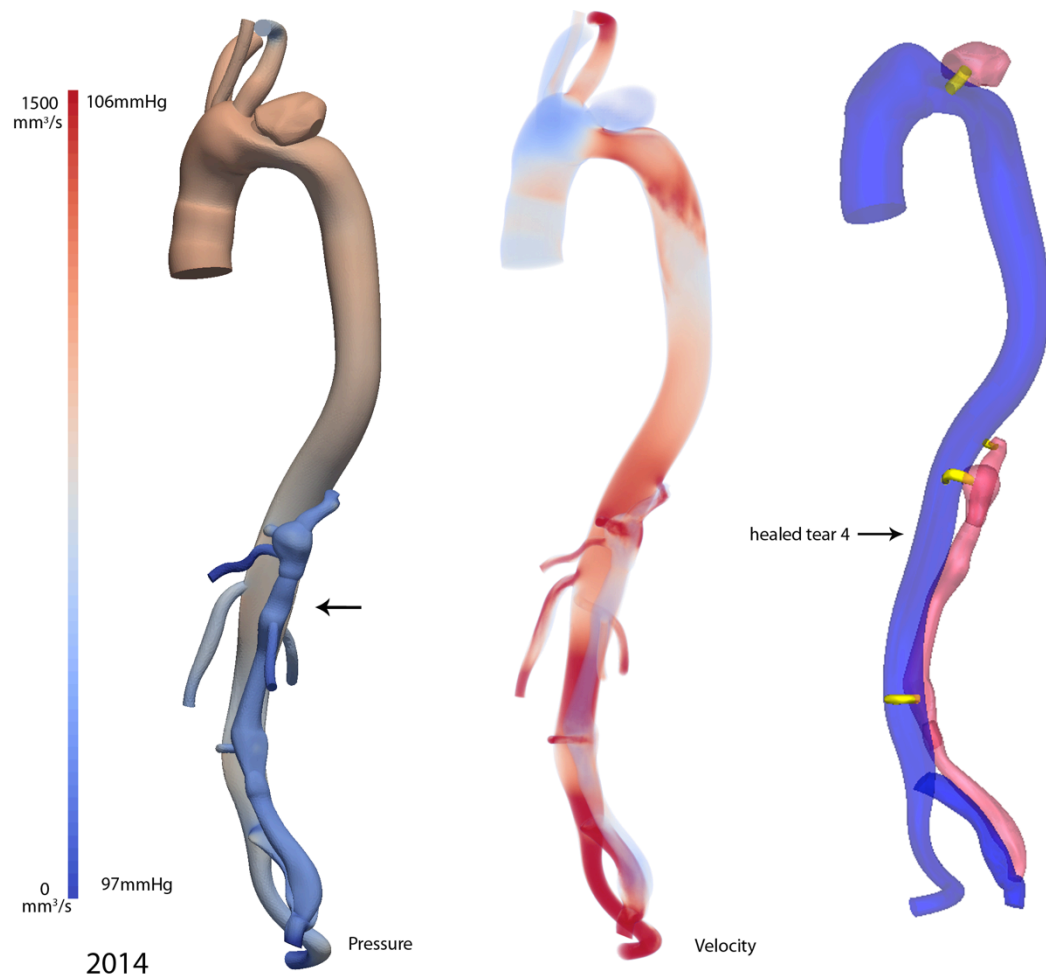 1500
mm³/s
106mmHg
healed tear 4
0
mm³/s
97mmHg
Pressure
Velocity
2014